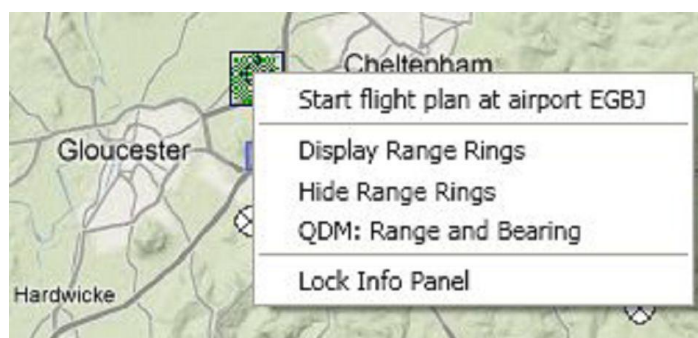 Cheltenham
Start flight plan at airport EGBJ
Gloucester
Display Range Rings
Hide Range Rings
QDM: Range and Bearing
Hardwicke
Lock Info Panel